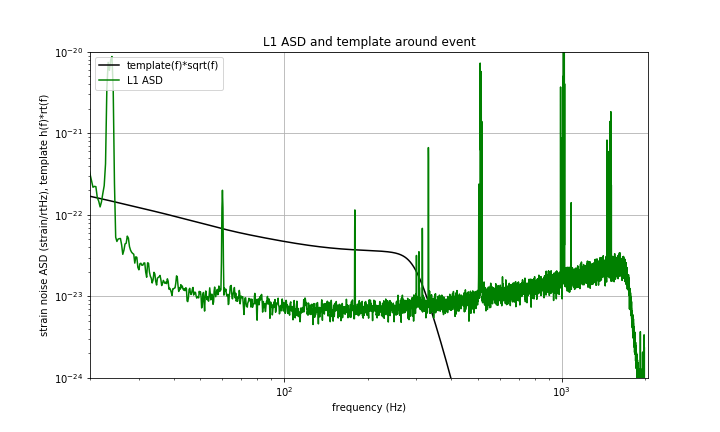 L1 ASD and template around event
template(f)*sqrt(f)
L1 ASD
strain noise ASD (strain/rtHz), template h(f)*rt(f)
10⁻²⁰
10⁻²¹
10⁻²²
10⁻²³
10⁻²⁴
10²
10³
frequency (Hz)